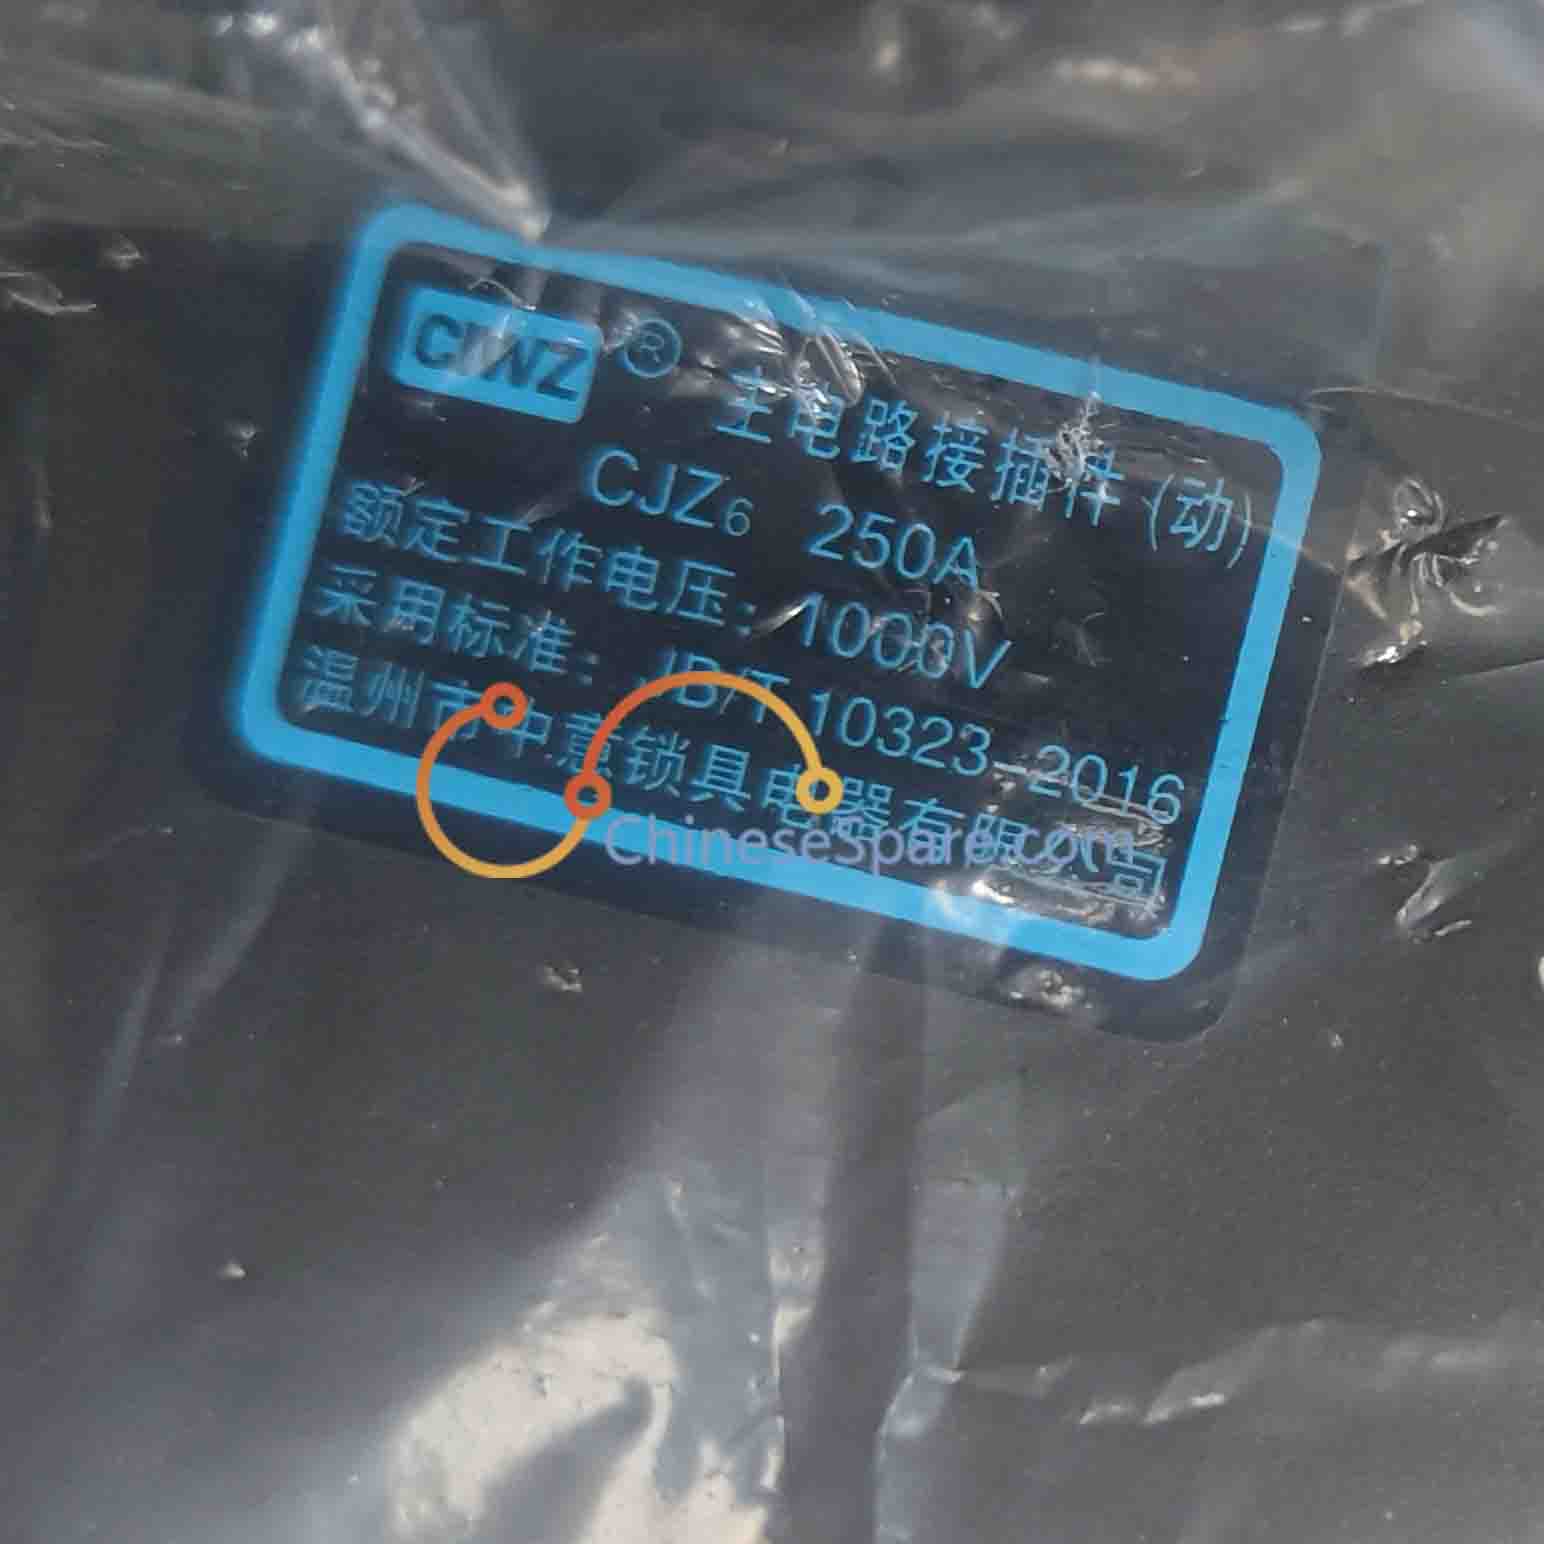 ® 主电路接插件(动)
CJZ6 250A
额定工作电压：1000V
采用标准：JB/T 10323-2016
温州市中意锁具电器有限公司
ChineseSpare.com